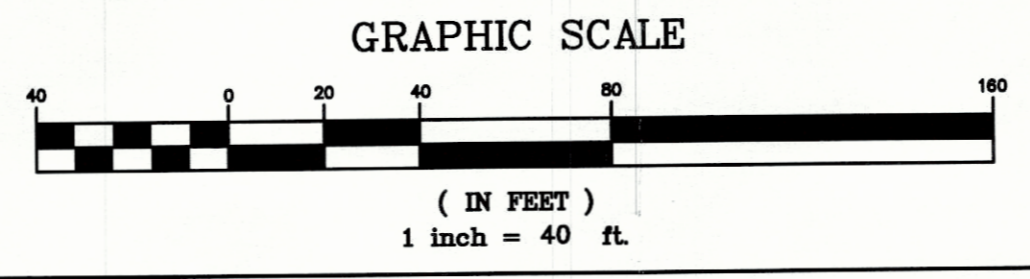 GRAPHIC SCALE
40 0 20 40 80 160
( IN FEET )
1 inch = 40 ft.